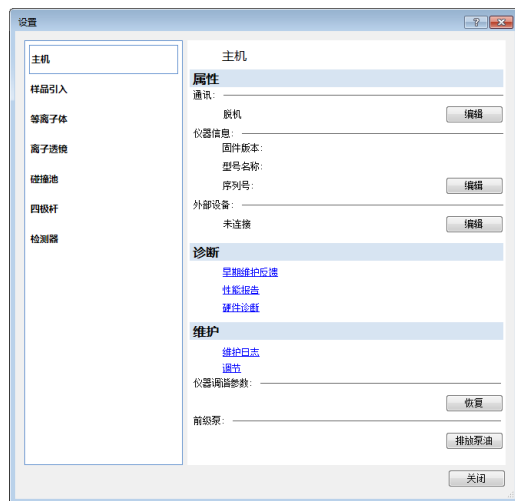 设置
主机
样品引入
等离子体
离子透镜
碰撞池
四极杆
检测器
主机
属性
通讯:
脱机 编辑
仪器信息:
固件版本:
型号名称:
序列号: 编辑
外部设备:
未连接 编辑
诊断
早期维护反馈
性能报告
硬件诊断
维护
维护日志
调节
仪器调谐参数:
恢复
前级泵:
排放泵油
关闭